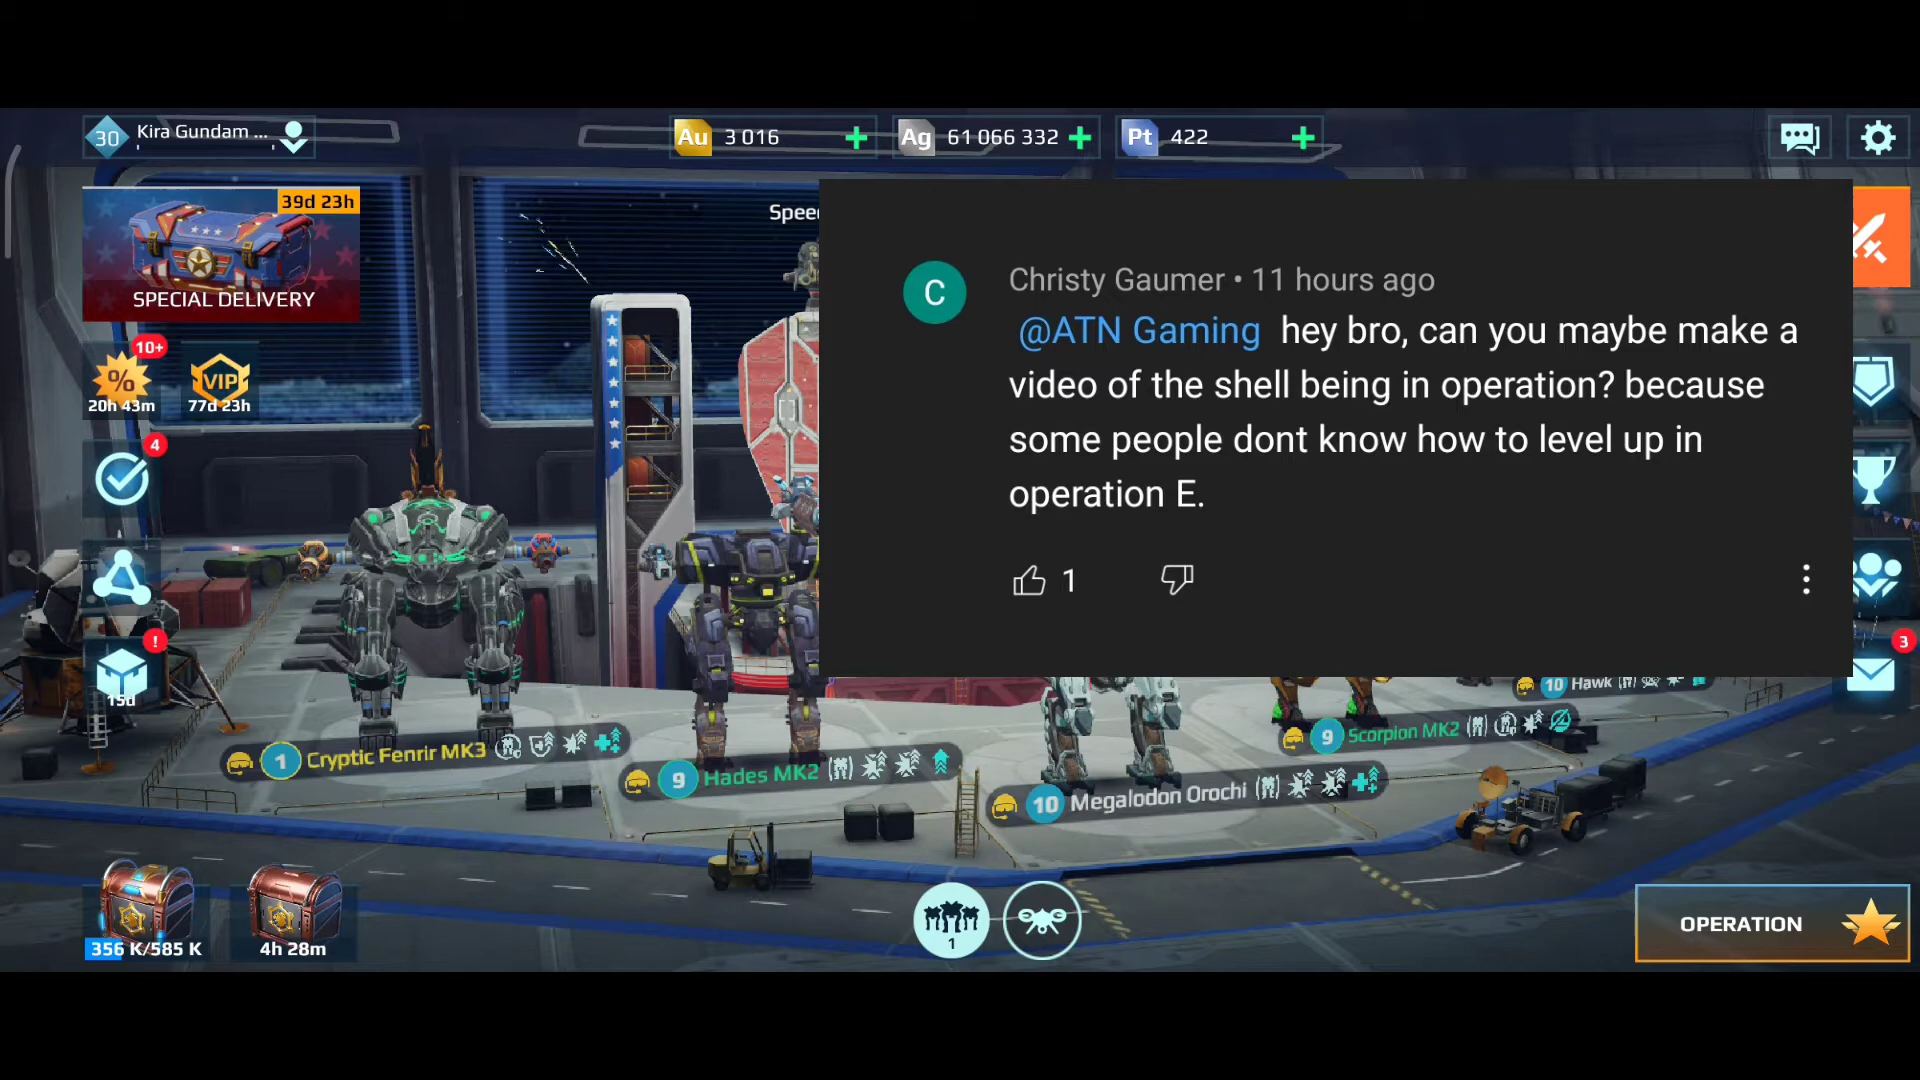 30 Kira Gundam ...
Au 3 016
Ag 61 066 332
Pt 422
39d 23h
SPECIAL DELIVERY
10+
%
20h 43m
VIP
77d 23h
4
!
15d
C
Christy Gaumer • 11 hours ago
@ATN Gaming hey bro, can you maybe make a
video of the shell being in operation? because
some people dont know how to level up in
operation E.
1
3
10 Hawk
9 Scorpion MK2
1 Cryptic Fenrir MK3
9 Hades MK2
10 Megalodon Orochi
356 K/585 K
4h 28m
1
OPERATION